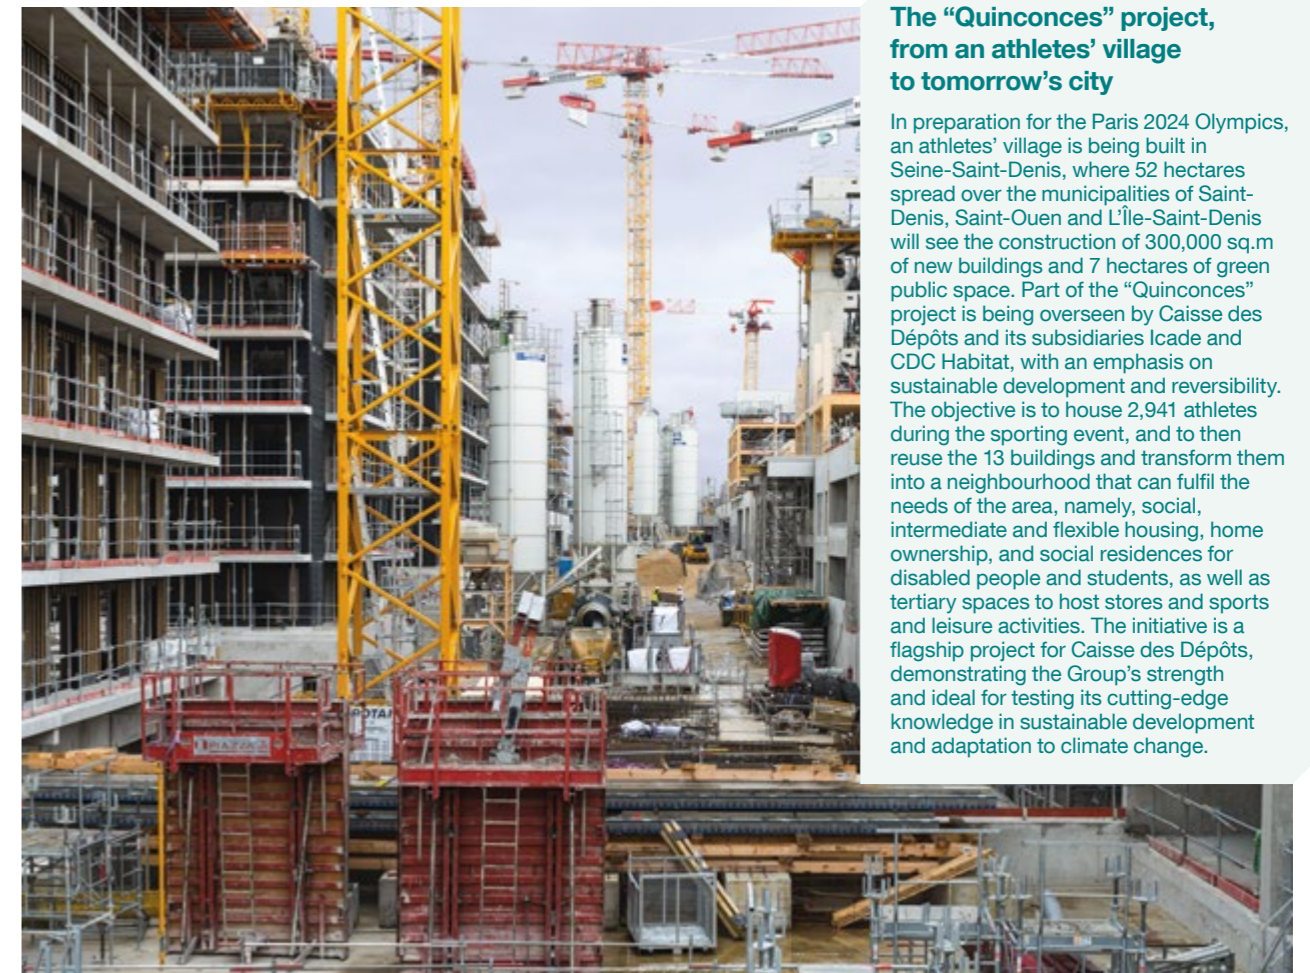 The “Quinconces” project,
from an athletes’ village
to tomorrow’s city
In preparation for the Paris 2024 Olympics,
an athletes’ village is being built in
Seine-Saint-Denis, where 52 hectares
spread over the municipalities of Saint-
Denis, Saint-Ouen and L’Île-Saint-Denis
will see the construction of 300,000 sq.m
of new buildings and 7 hectares of green
public space. Part of the “Quinconces”
project is being overseen by Caisse des
Dépôts and its subsidiaries Icade and
CDC Habitat, with an emphasis on
sustainable development and reversibility.
The objective is to house 2,941 athletes
during the sporting event, and to then
reuse the 13 buildings and transform them
into a neighbourhood that can fulfil the
needs of the area, namely, social,
intermediate and flexible housing, home
ownership, and social residences for
disabled people and students, as well as
tertiary spaces to host stores and sports
and leisure activities. The initiative is a
flagship project for Caisse des Dépôts,
demonstrating the Group’s strength
and ideal for testing its cutting-edge
knowledge in sustainable development
and adaptation to climate change.